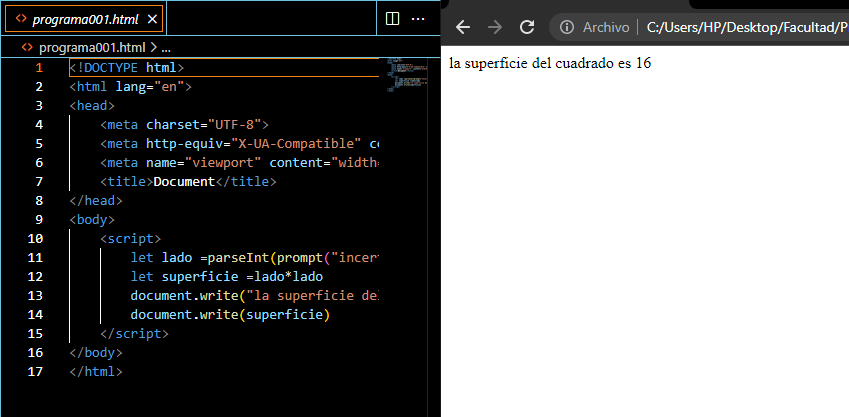 programa001.html
programa001.html > ...
1 <!DOCTYPE html>
2 <html lang="en">
3 <head>
4 <meta charset="UTF-8">
5 <meta http-equiv="X-UA-Compatible" co
6 <meta name="viewport" content="width=
7 <title>Document</title>
8 </head>
9 <body>
10 <script>
11 let lado =parseInt(prompt("incer
12 let superficie =lado*lado
13 document.write("la superficie de
14 document.write(superficie)
15 </script>
16 </body>
17 </html>
Archivo | C:/Users/HP/Desktop/Facultad/P
la superficie del cuadrado es 16